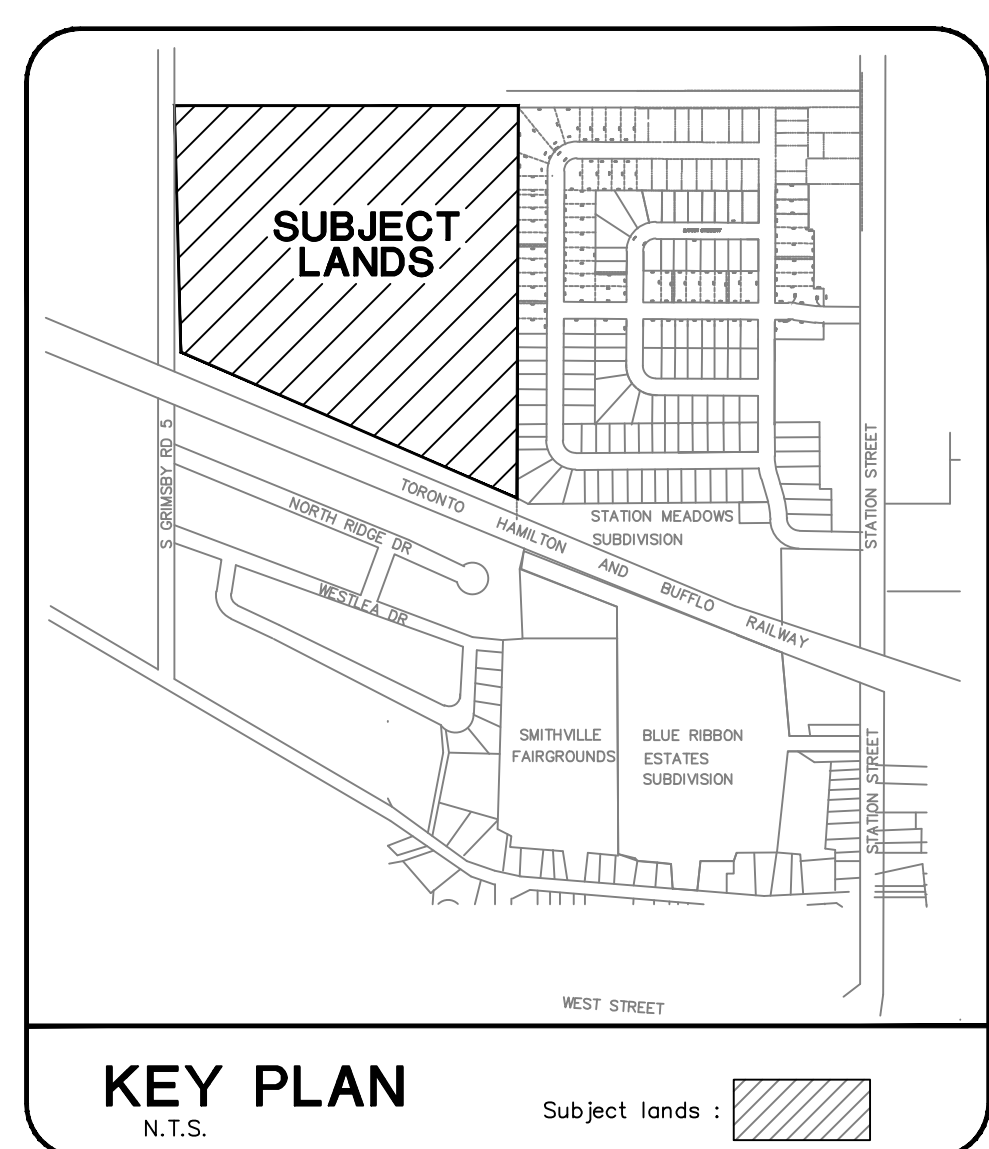 SUBJECT
LANDS
S GRIMSBY RD 5
STATION STREET
TORONTO HAMILTON AND BUFFLO RAILWAY
NORTH RIDGE DR
STATION MEADOWS
SUBDIVISION
WESTLEA DR
SMITHVILLE
FAIRGROUNDS
BLUE RIBBON
ESTATES
SUBDIVISION
STATION STREET
WEST STREET
KEY PLAN
N.T.S.
Subject lands :